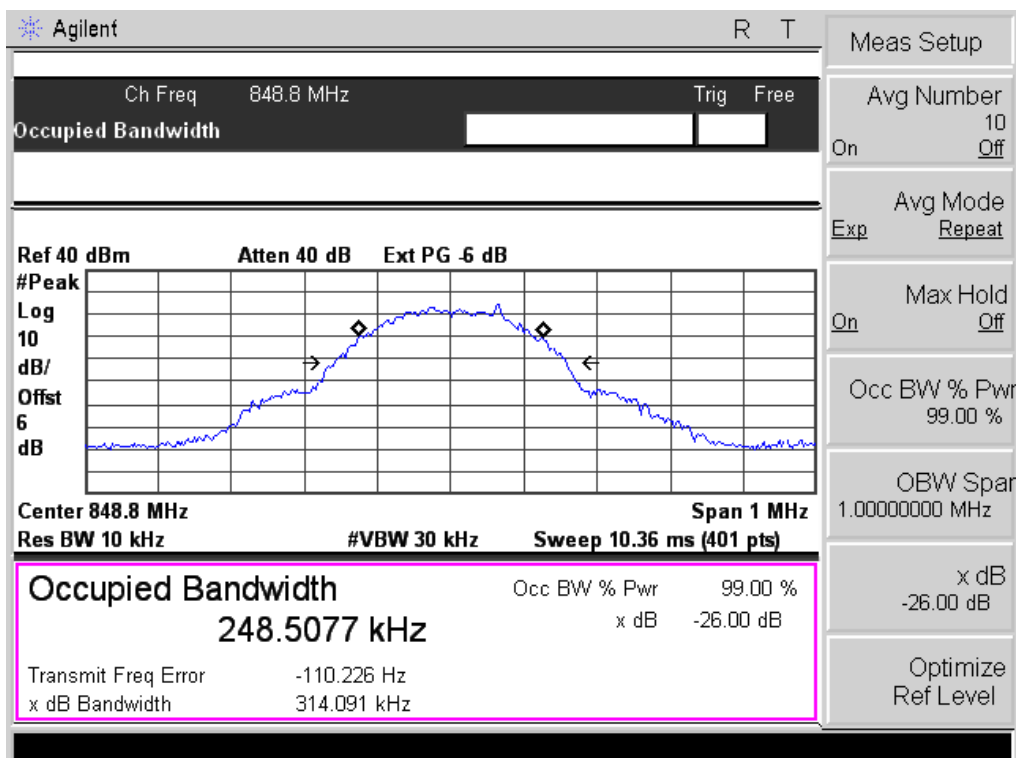 Agilent R T
Ch Freq 848.8 MHz Trig Free
Occupied Bandwidth
Ref 40 dBm Atten 40 dB Ext PG -6 dB
#Peak
Log
10
dB/
Offst
6
dB
Center 848.8 MHz Span 1 MHz
Res BW 10 kHz #VBW 30 kHz Sweep 10.36 ms (401 pts)
Occupied Bandwidth Occ BW % Pwr 99.00 %
248.5077 kHz x dB -26.00 dB
Transmit Freq Error -110.226 Hz
x dB Bandwidth 314.091 kHz
Meas Setup
Avg Number
10
On Off
Avg Mode
Exp Repeat
Max Hold
On Off
Occ BW % Pwr
99.00 %
OBW Span
1.00000000 MHz
x dB
-26.00 dB
Optimize
Ref Level